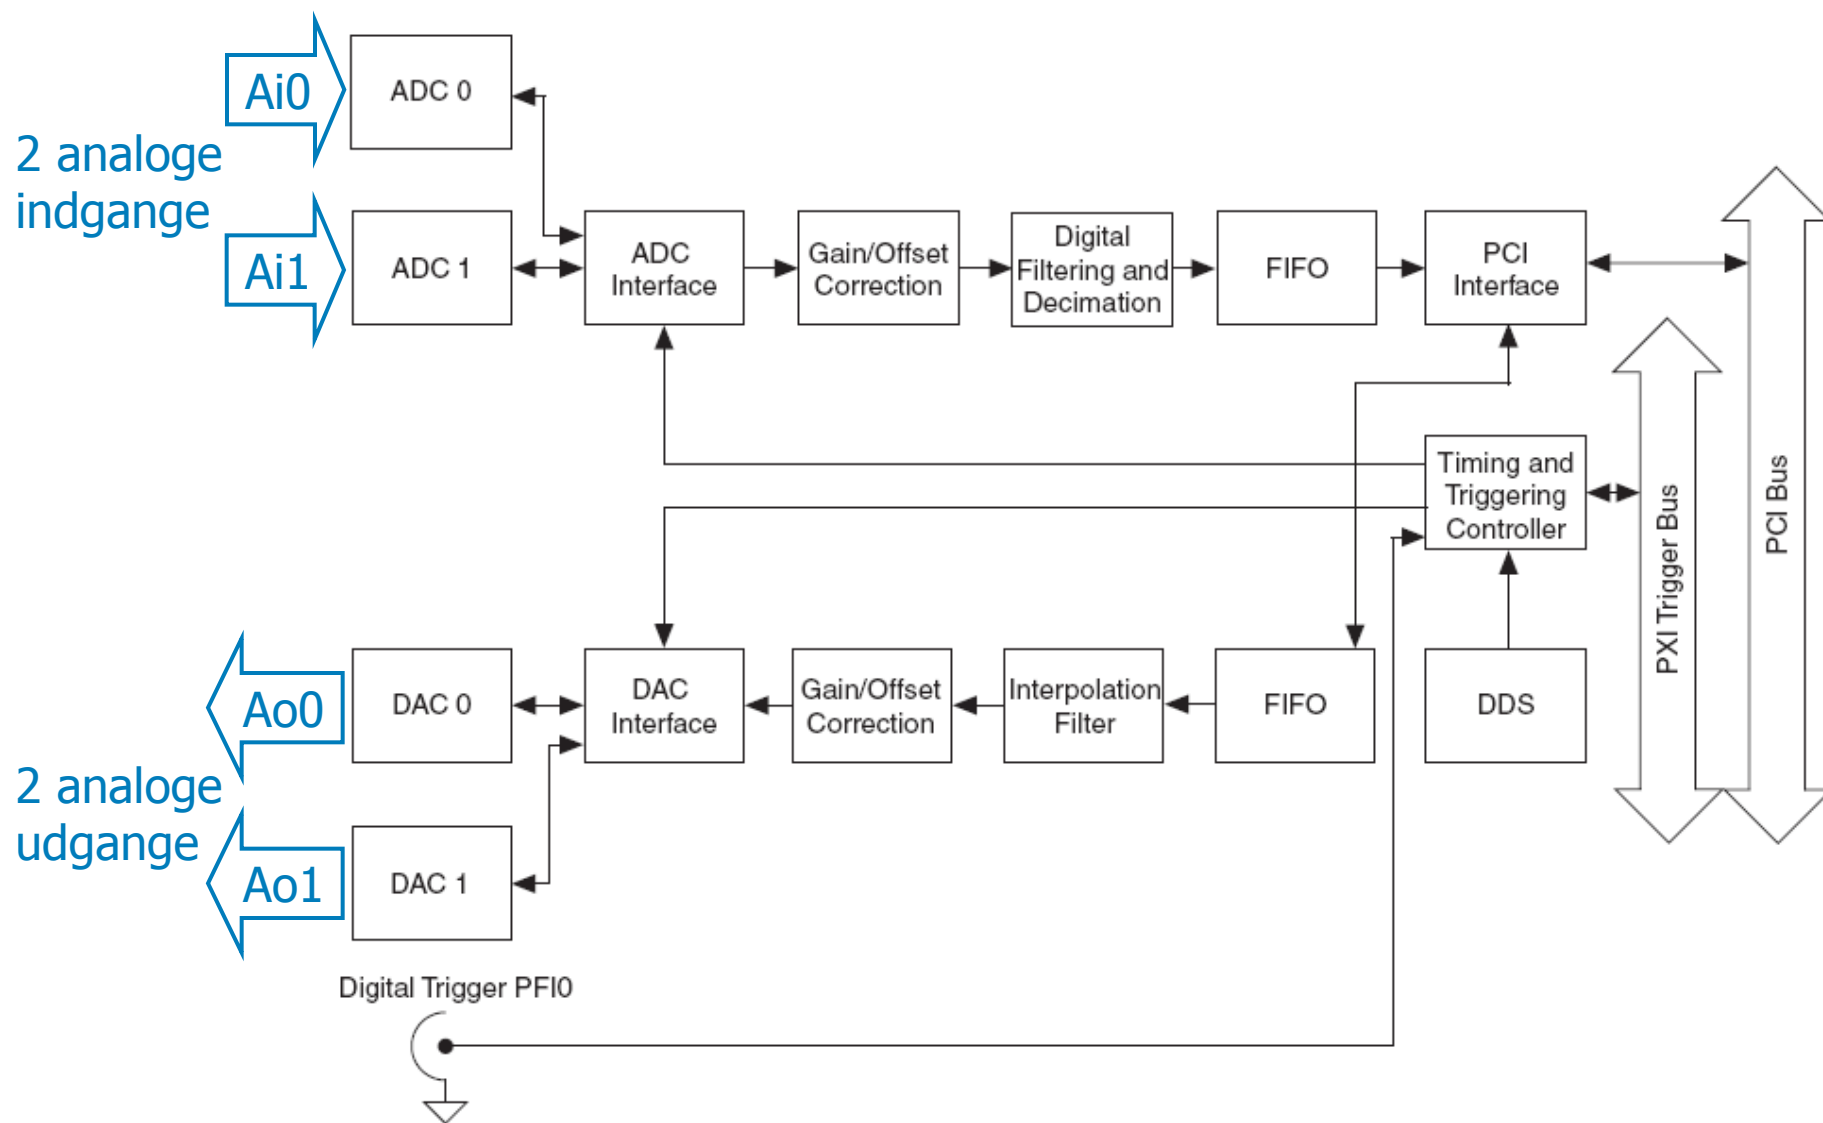 Ai0
ADC 0
2 analoge
indgange
Ai1
ADC 1
ADC
Interface
Gain/Offset
Correction
Digital
Filtering and
Decimation
FIFO
PCI
Interface
Timing and
Triggering
Controller
PXI Trigger Bus
PCI Bus
Ao0
DAC 0
DAC
Interface
Gain/Offset
Correction
Interpolation
Filter
FIFO
DDS
2 analoge
udgange
Ao1
DAC 1
Digital Trigger PFI0